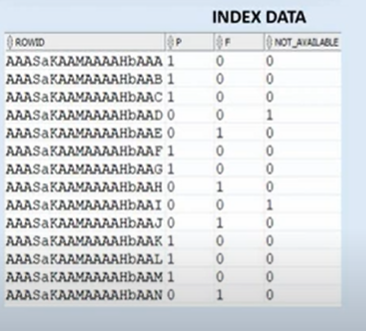 INDEX DATA
ROWID P F NOT_AVAILABLE
AAASaKAAMAAAAHbAAA 1 0 0
AAASaKAAMAAAAHbAAB 1 0 0
AAASaKAAMAAAAHbAAC 1 0 0
AAASaKAAMAAAAHbAAD 0 0 1
AAASaKAAMAAAAHbAAE 0 1 0
AAASaKAAMAAAAHbAAF 1 0 0
AAASaKAAMAAAAHbAAG 1 0 0
AAASaKAAMAAAAHbAAH 0 1 0
AAASaKAAMAAAAHbAAI 0 0 1
AAASaKAAMAAAAHbAAJ 0 1 0
AAASaKAAMAAAAHbAAK 1 0 0
AAASaKAAMAAAAHbAAL 1 0 0
AAASaKAAMAAAAHbAAM 1 0 0
AAASaKAAMAAAAHbAAN 0 1 0